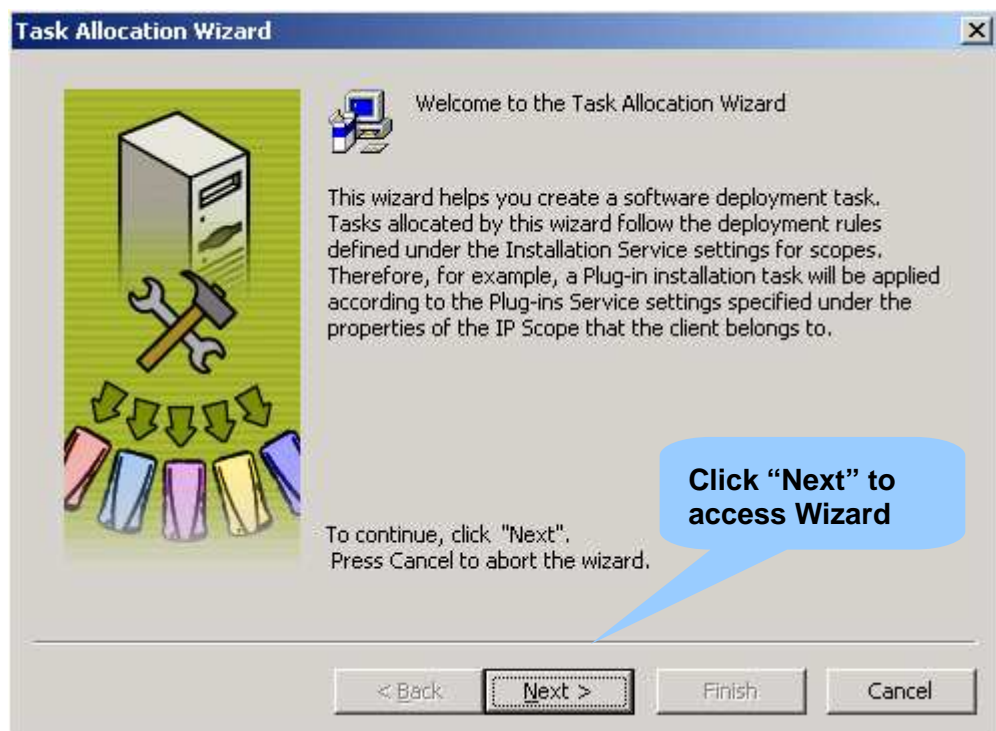 Task Allocation Wizard
Welcome to the Task Allocation Wizard
This wizard helps you create a software deployment task.
Tasks allocated by this wizard follow the deployment rules
defined under the Installation Service settings for scopes.
Therefore, for example, a Plug-in installation task will be applied
according to the Plug-ins Service settings specified under the
properties of the IP Scope that the client belongs to.
Click “Next” to
access Wizard
To continue, click "Next".
Press Cancel to abort the wizard.
< Back
Next >
Finish
Cancel